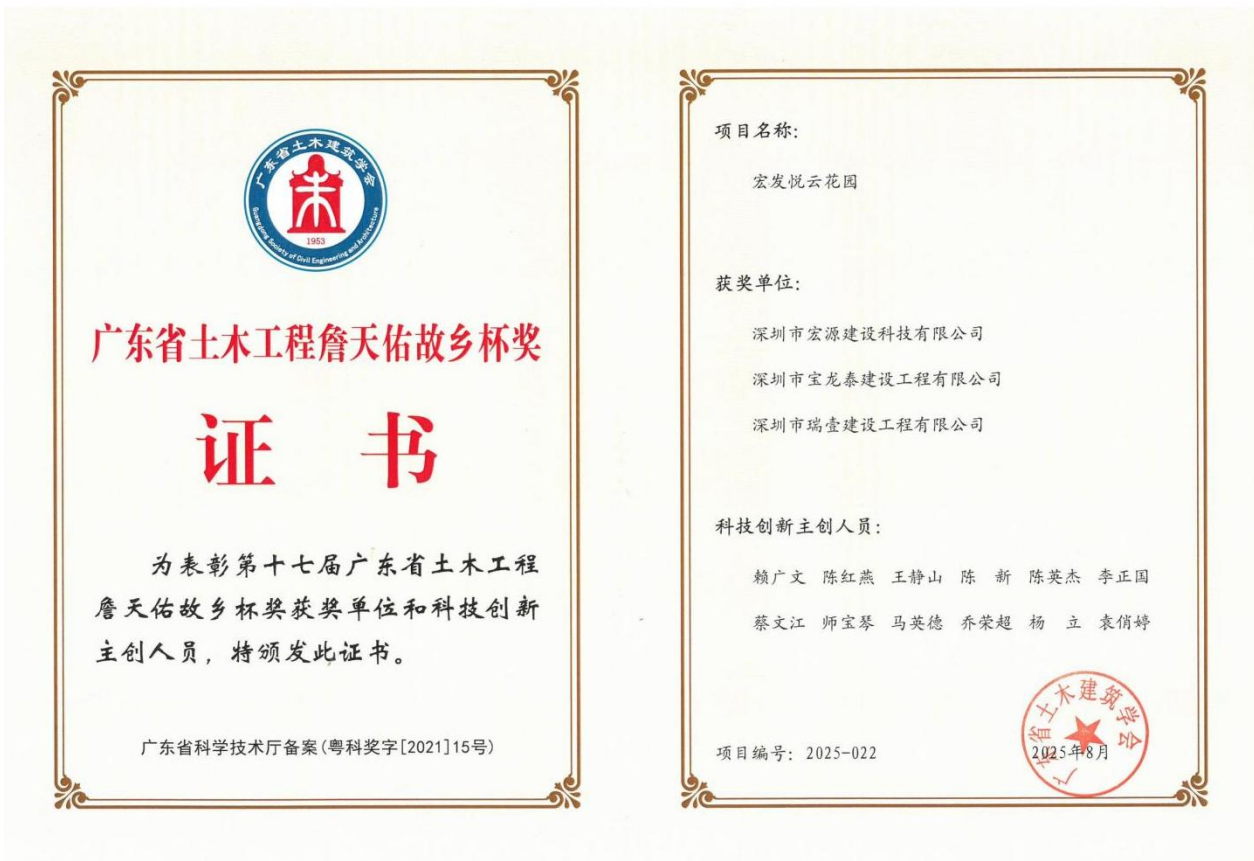 广东省土木建筑学会
1953
Guangdong Society of Civil Engineering and Architecture
广东省土木工程詹天佑故乡杯奖
证 书
为表彰第十七届广东省土木工程
詹天佑故乡杯奖获奖单位和科技创新
主创人员，特颁发此证书。
广东省科学技术厅备案(粤科奖字[2021]15号)
项目名称：
宏发悦云花园
获奖单位：
深圳市宏源建设科技有限公司
深圳市宝龙泰建设工程有限公司
深圳市瑞壹建设工程有限公司
科技创新主创人员：
赖广文 陈红燕 王静山 陈 新 陈英杰 李正国
蔡文江 师宝琴 马英德 乔荣超 杨 立 袁俏婷
广东省土木建筑学会
项目编号：2025-022
2025年8月